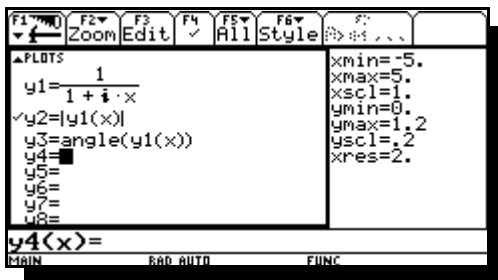 F1 F2 F3 F4 F5 F6 F7
Zoom Edit ✓ All Style
▲PLOTS
y1=1/(1+i·x)
✓y2=|y1(x)|
y3=angle(y1(x))
y4=
y5=
y6=
y7=
y8=
xmin=-5.
xmax=5.
xscl=1.
ymin=0.
ymax=1.2
yscl=.2
xres=2.
y4(x)=
MAIN RAD AUTO FUNC